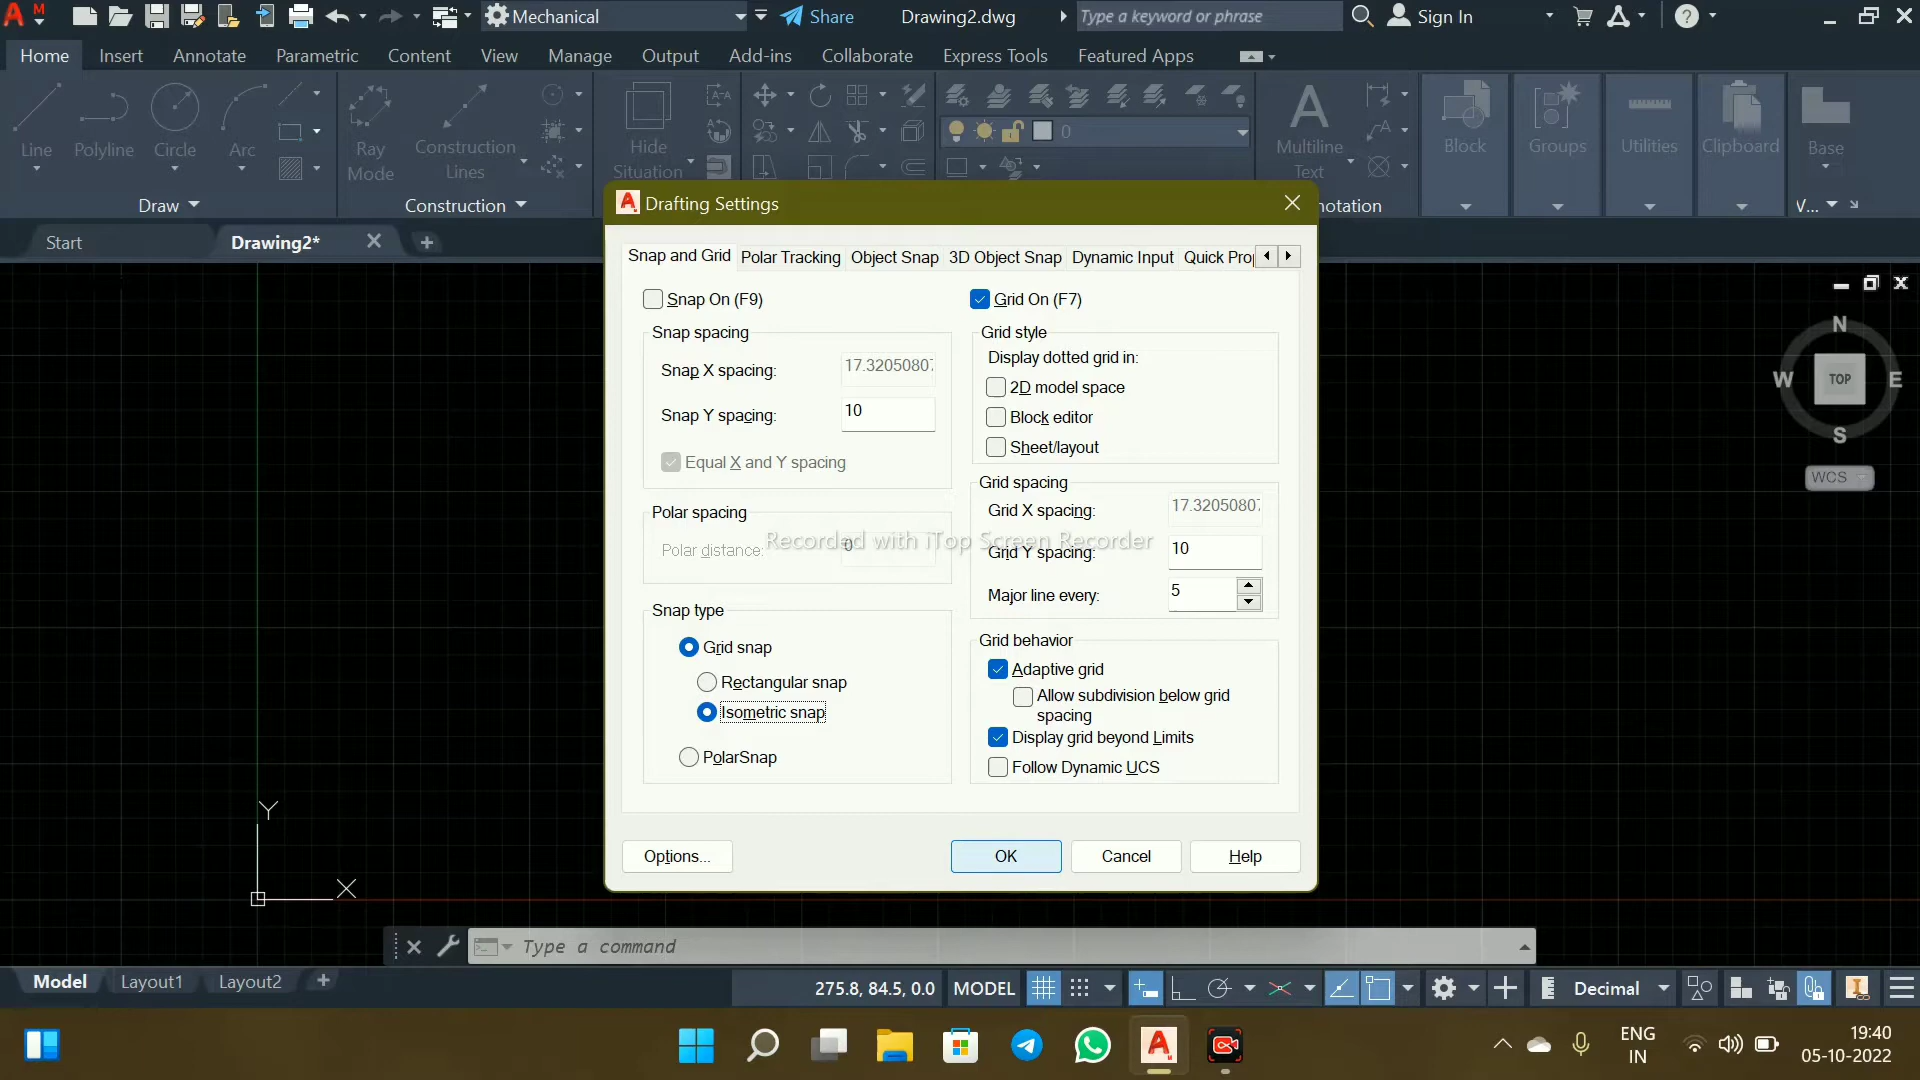 Mechanical
Share
Drawing2.dwg
Type a keyword or phrase
Sign In
Home
Insert
Annotate
Parametric
Content
View
Manage
Output
Add-ins
Collaborate
Express Tools
Featured Apps
Line
Polyline
Circle
Arc
Ray
Mode
Construction
Lines
Hide
Situation
0
Multiline
Text
Block
Groups
Utilities
Clipboard
Base
Draw
Construction
notation
V...
Start
Drawing2*
Drafting Settings
Snap and Grid
Polar Tracking
Object Snap
3D Object Snap
Dynamic Input
Quick Pro
Snap On (F9)
Snap spacing
Snap X spacing:
17.3205080
Snap Y spacing:
10
Equal X and Y spacing
Polar spacing
Polar distance:
0
Snap type
Grid snap
Rectangular snap
Isometric snap
PolarSnap
Grid On (F7)
Grid style
Display dotted grid in:
2D model space
Block editor
Sheet/layout
Grid spacing
Grid X spacing:
17.3205080
Grid Y spacing:
10
Major line every:
5
Grid behavior
Adaptive grid
Allow subdivision below grid
spacing
Display grid beyond Limits
Follow Dynamic UCS
Recorded with iTop Screen Recorder
Options...
OK
Cancel
Help
N
W
TOP
E
S
WCS
Y
X
Type a command
Model
Layout1
Layout2
275.8, 84.5, 0.0
MODEL
Decimal
ENG
IN
19:40
05-10-2022